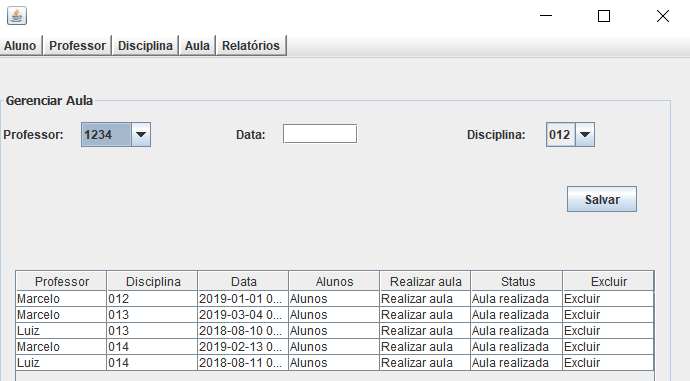 Aluno Professor Disciplina Aula Relatórios
Gerenciar Aula
Professor: 1234 Data: Disciplina: 012
Salvar
Professor Disciplina Data Alunos Realizar aula Status Excluir
Marcelo 012 2019-01-01 0... Alunos Realizar aula Aula realizada Excluir
Marcelo 013 2019-03-04 0... Alunos Realizar aula Aula realizada Excluir
Luiz 013 2018-08-10 0... Alunos Realizar aula Aula realizada Excluir
Marcelo 014 2019-02-13 0... Alunos Realizar aula Aula realizada Excluir
Luiz 014 2018-08-11 0... Alunos Realizar aula Aula realizada Excluir